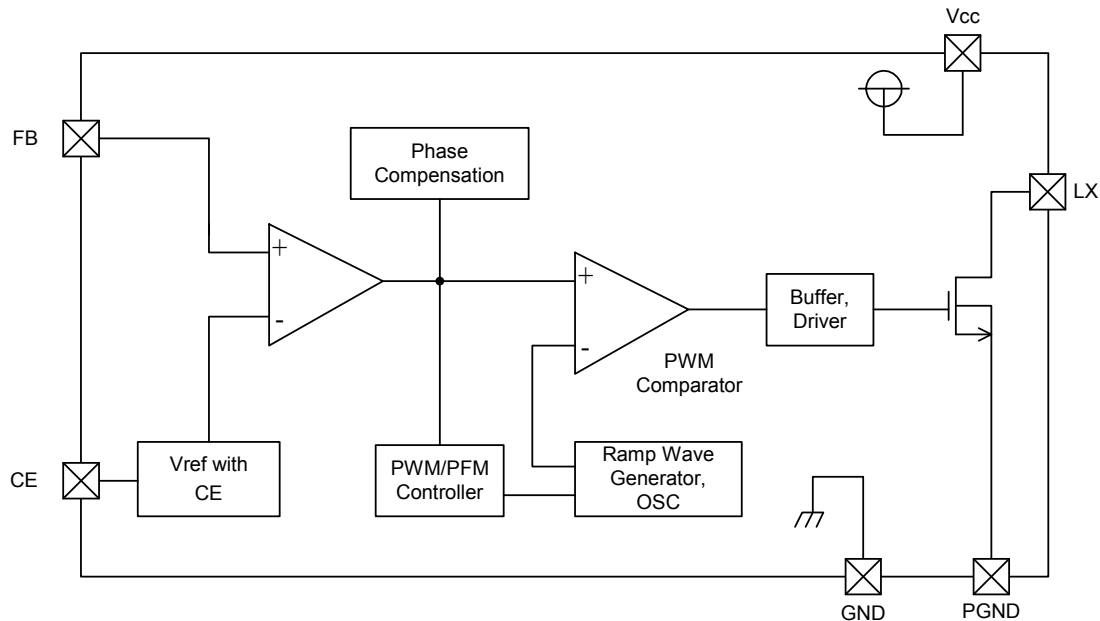 Vcc
FB
Phase
Compensation
LX
+
-
+
-
Buffer,
Driver
PWM
Comparator
CE
Vref with
CE
PWM/PFM
Controller
Ramp Wave
Generator,
OSC
GND
PGND